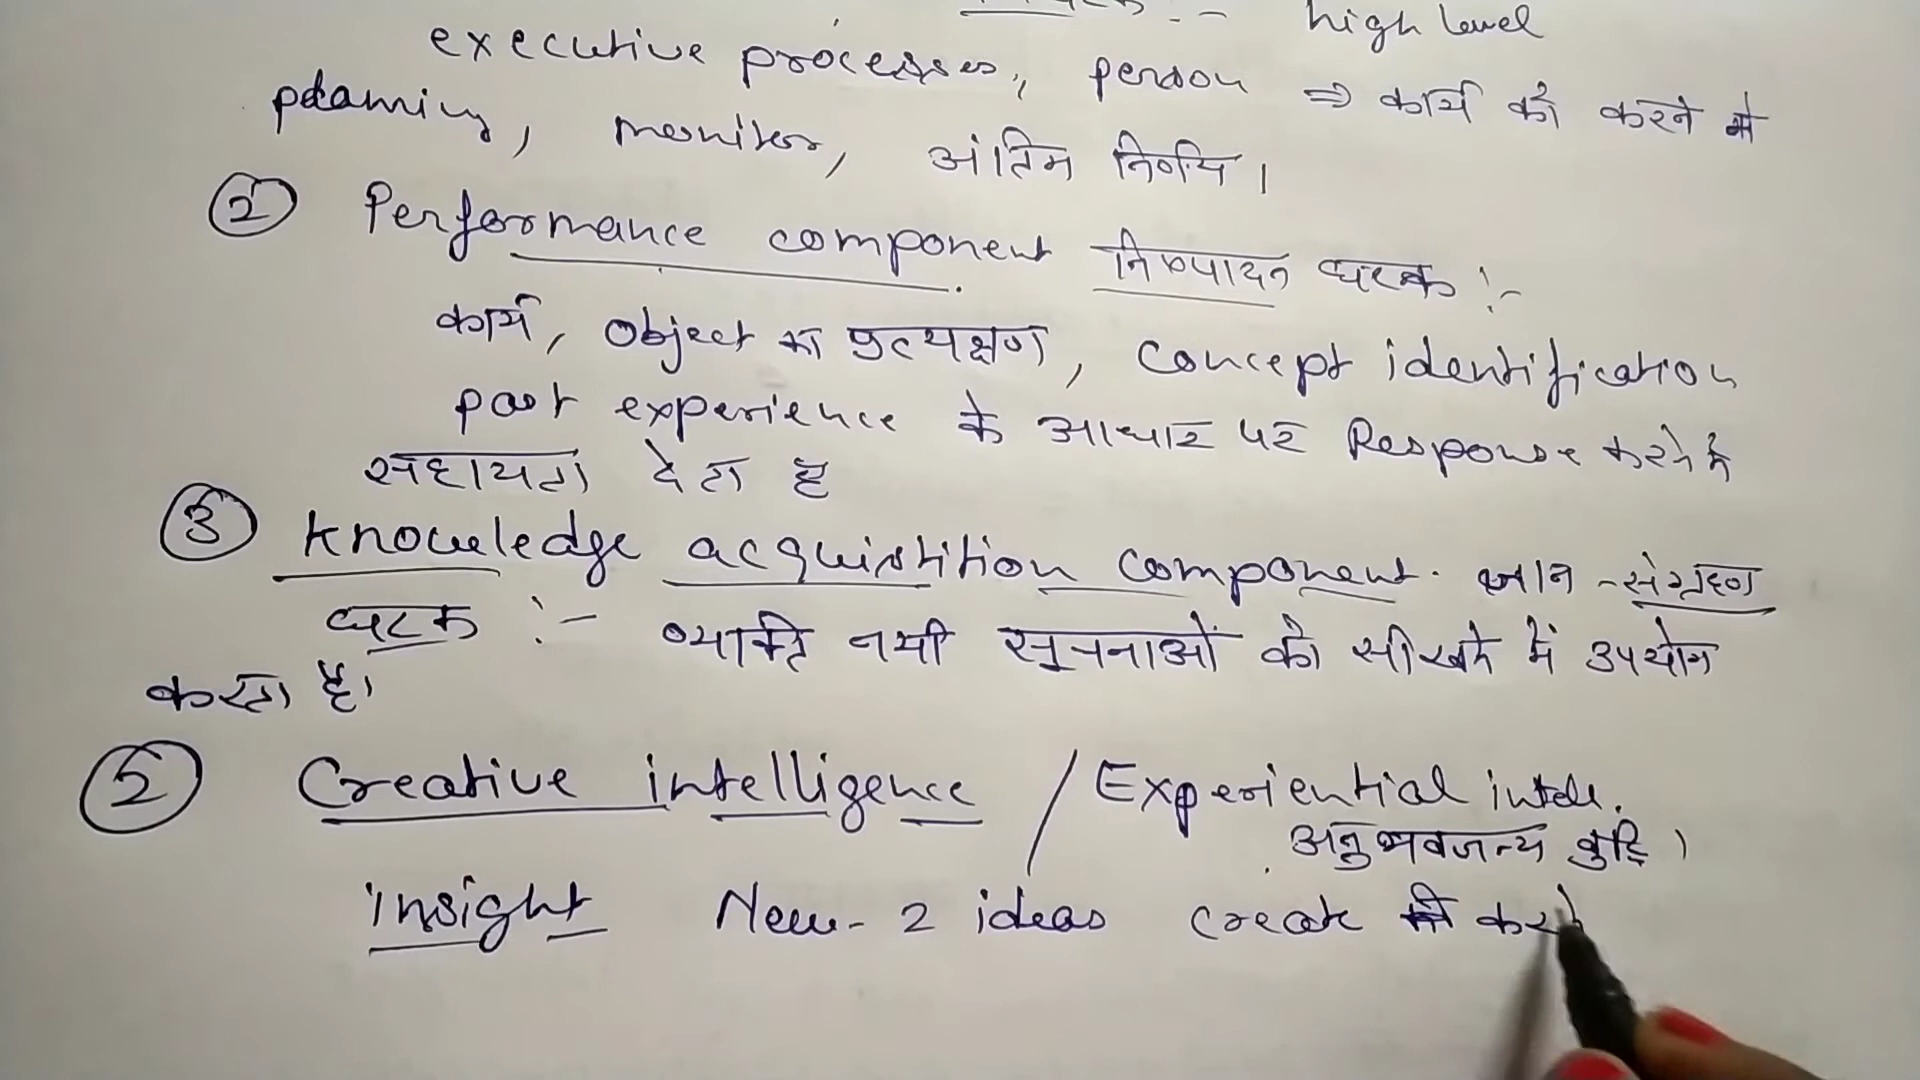 high level
executive processes, person ⇒ कार्य को करने मे
planning, moniter, अंतिम निर्णय।
② Performance component निष्पादन घटक :-
कार्य, object का प्रत्यक्षण, concept identification
past experience के आधार पर Response करने में
सहायता देता है
③ Knowledge acquisition component. ज्ञान -संग्रहण
घटक :- व्यक्ति नयी सूचनाओं को सीखने में उपयोग
करता है।
② Creative intelligence / Experiential intell.
अनुभवजन्य बुद्धि।
insight New-2 ideas create करने